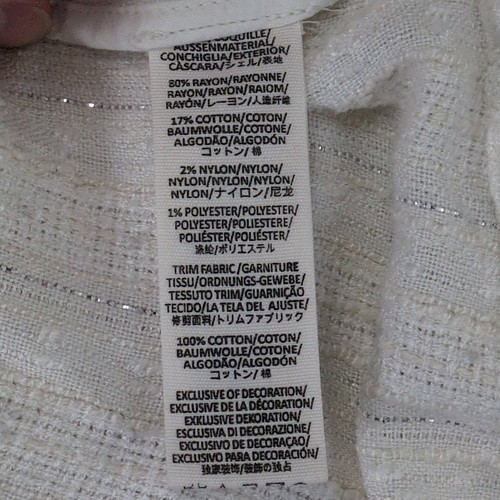 COQUILLE/
AUSSENMATERIAL/
CONCHIGLIA/EXTERIOR/
CÁSCARA/シェル/表地
80% RAYON/RAYONNE/
RAYON/RAYON/RAIOM/
RAYÓN/レーヨン/人造纤维
17% COTTON/COTON/
BAUMWOLLE/COTONE/
ALGODÃO/ALGODÓN
コットン/ 棉
2% NYLON/NYLON/
NYLON/NYLON/NYLON/
NYLON/ナイロン/尼龙
1% POLYESTER/POLYESTER/
POLYESTER/POLIESTERE/
POLIÉSTER/POLIÉSTER/
涤纶/ポリエステル
TRIM FABRIC/GARNITURE
TISSU/ORDNUNGS-GEWEBE/
TESSUTO TRIM/GUARNIÇÃO
TECIDO/LA TELA DEL AJUSTE/
修剪面料/トリムファブリック
100% COTTON/COTON/
BAUMWOLLE/COTONE/
ALGODÃO/ALGODÓN
コットン/ 棉
EXCLUSIVE OF DECORATION/
EXCLUSIVE DE LA DÉCORATION/
EXKLUSIVE DEKORATION/
ESCLUSIVA DI DECORAZIONE/
EXCLUSIVO DE DECORAÇAO/
EXCLUSIVO PARA DECORACIÓN/
独家装饰/装飾の独占